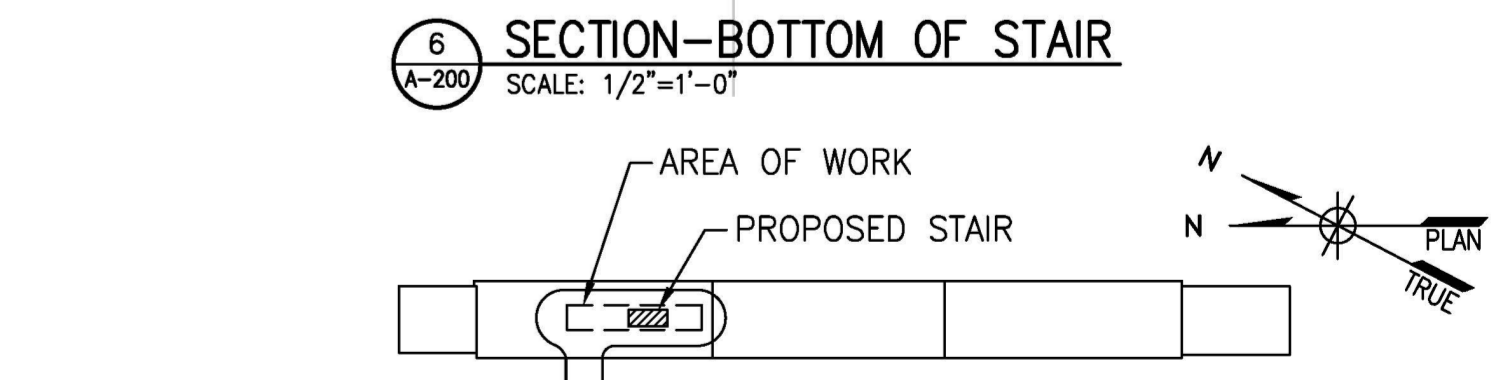 6
A-200
SECTION-BOTTOM OF STAIR
SCALE: 1/2"=1'-0"
AREA OF WORK
PROPOSED STAIR
N
N
PLAN
TRUE